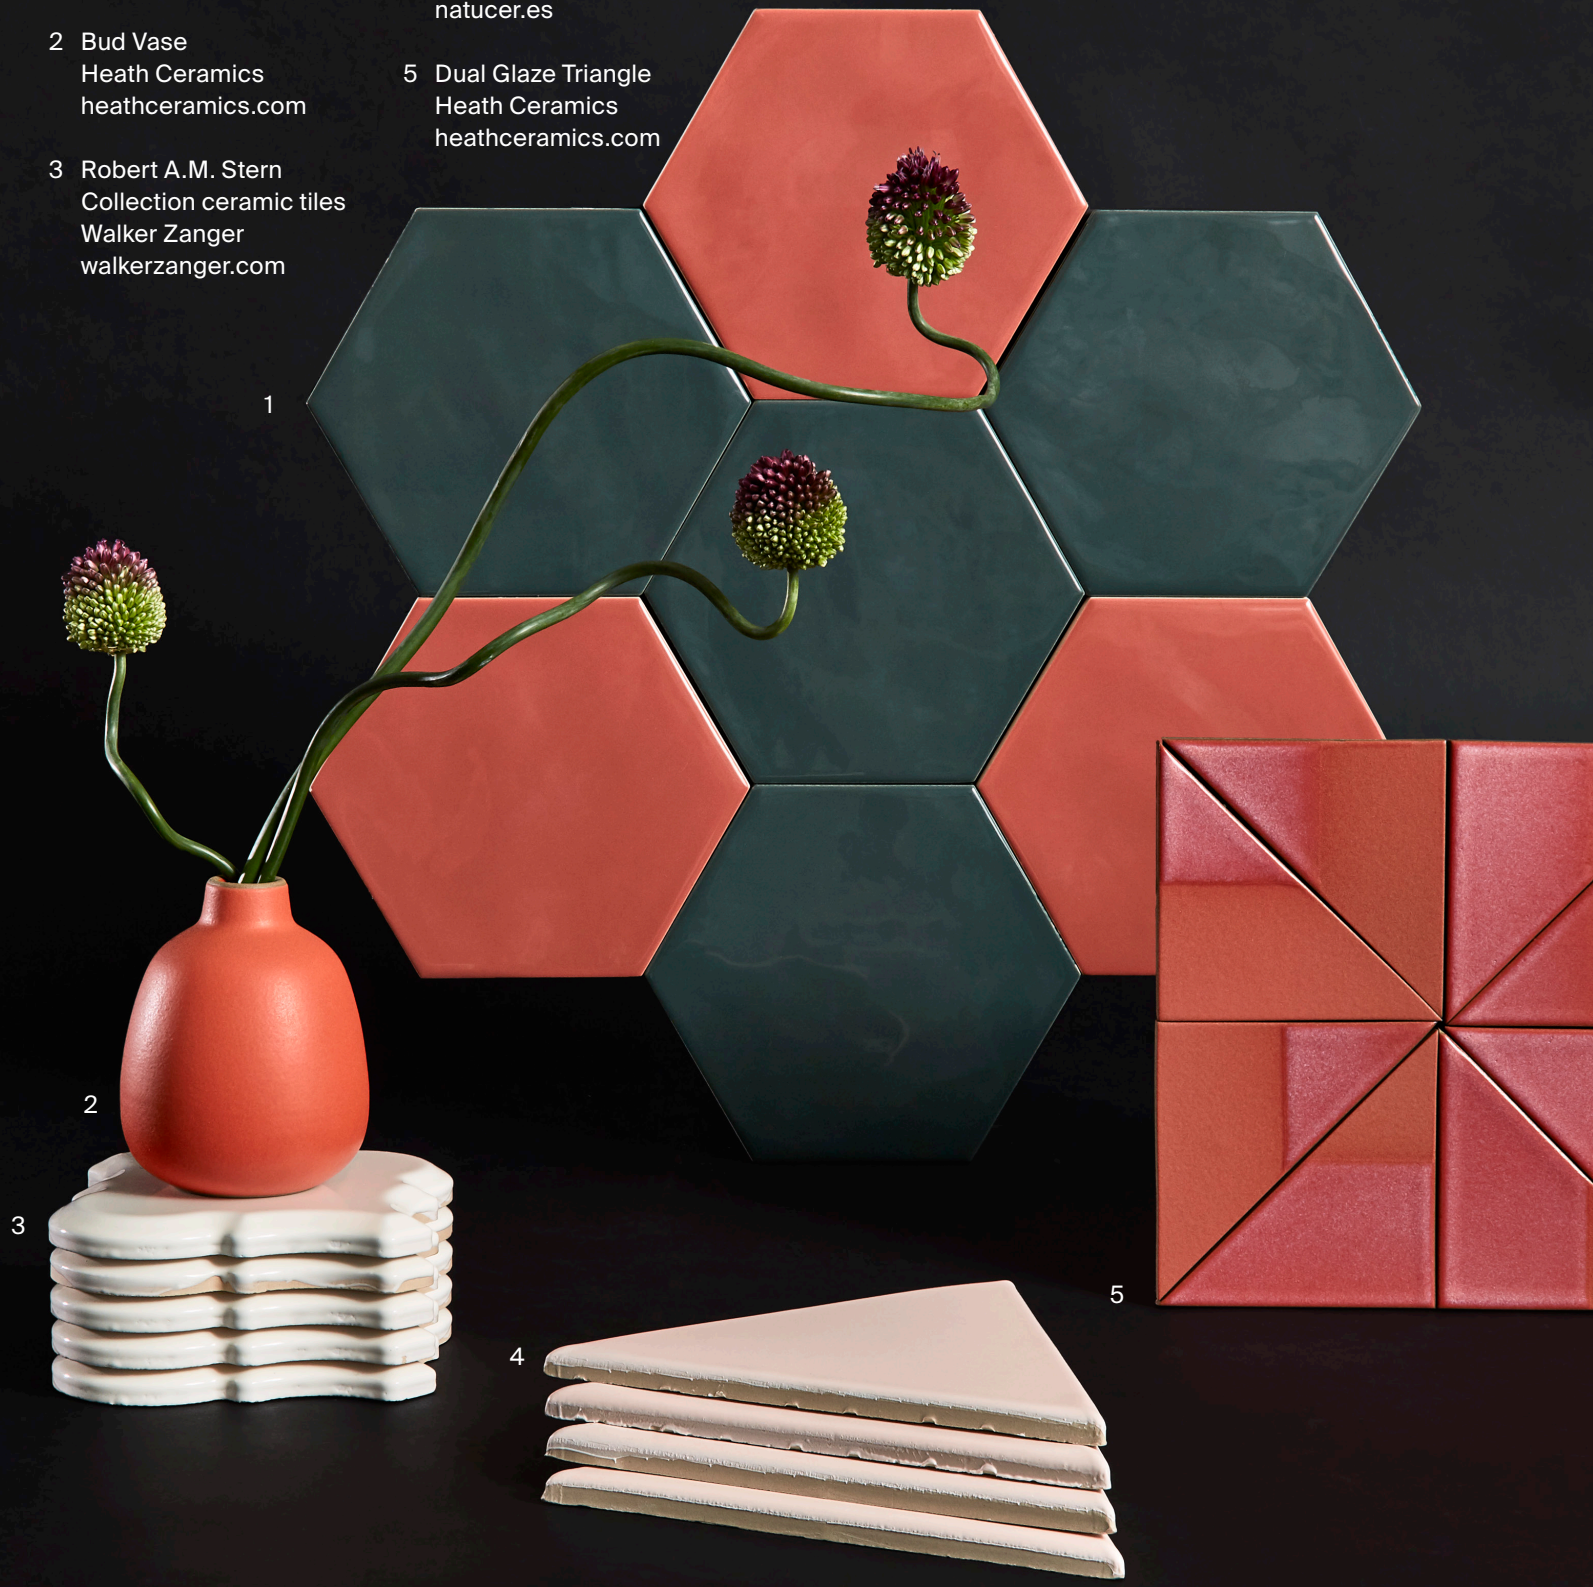 2 Bud Vase
Heath Ceramics
heathceramics.com
3 Robert A.M. Stern
Collection ceramic tiles
Walker Zanger
walkerzanger.com
natucer.es
5 Dual Glaze Triangle
Heath Ceramics
heathceramics.com
1
2
3
4
5